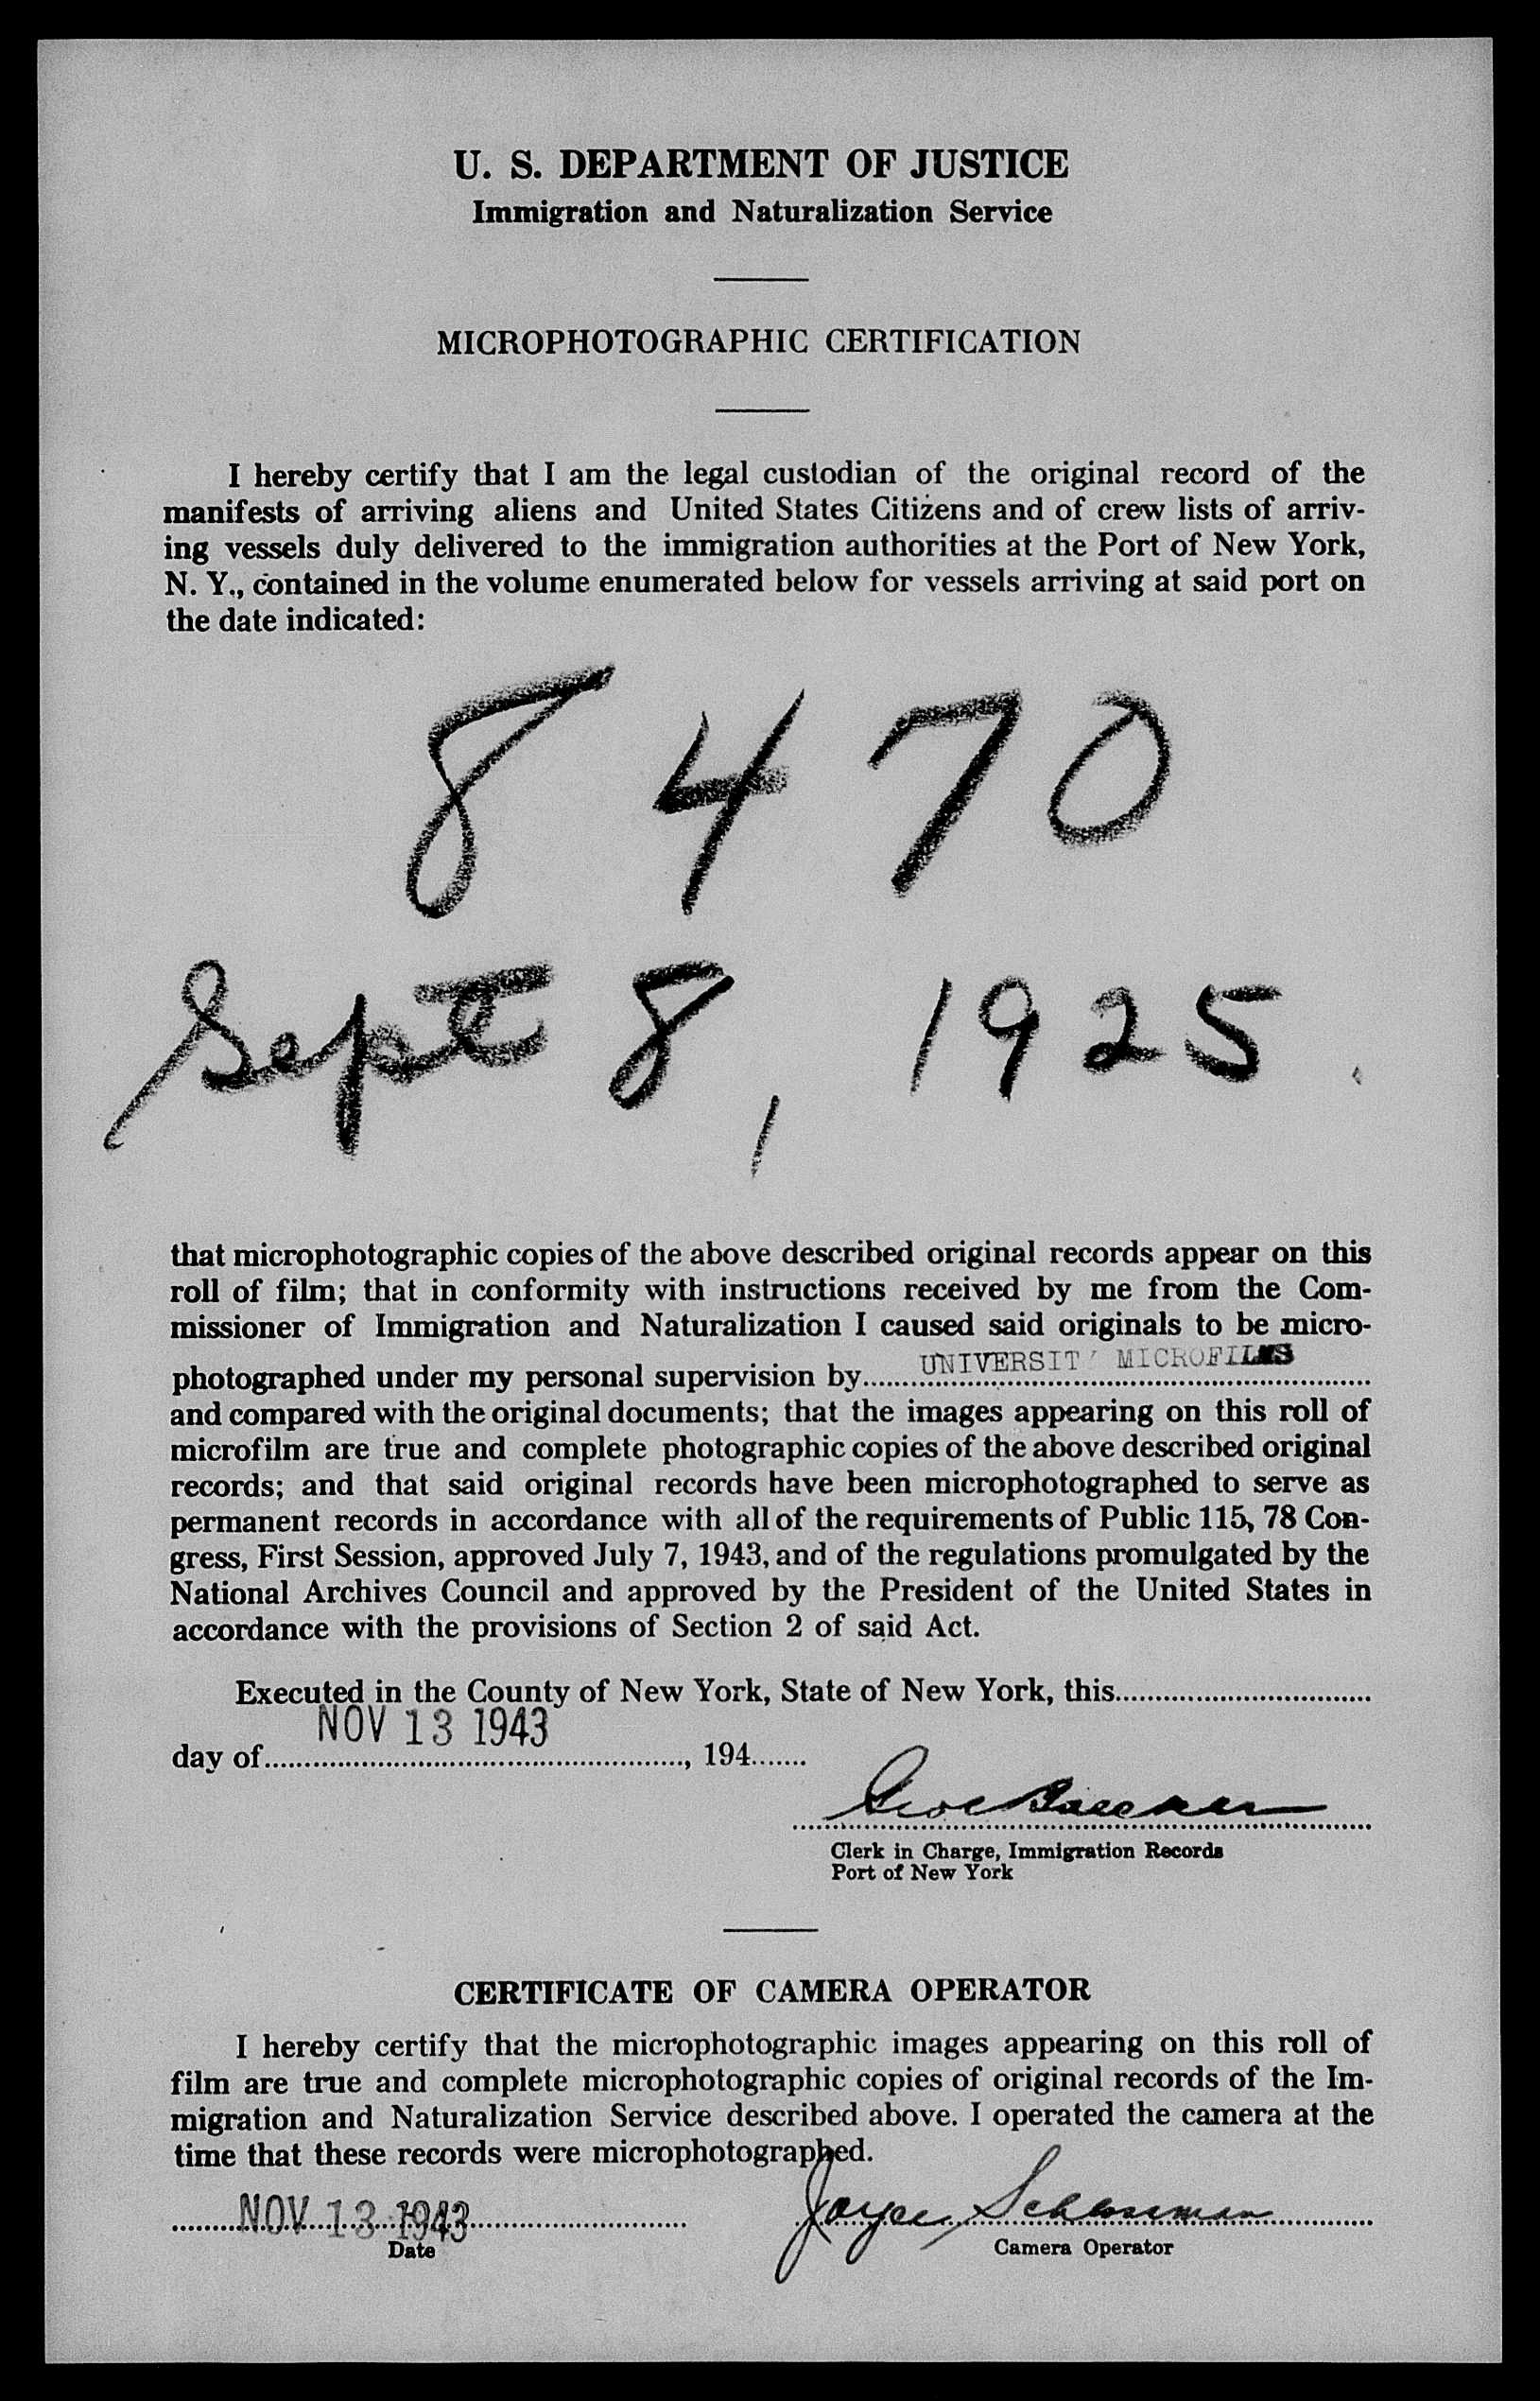 U. S. DEPARTMENT OF JUSTICE
Immigration and Naturalization Service
MICROPHOTOGRAPHIC CERTIFICATION
I hereby certify that I am the legal custodian of the original record of the
manifests of arriving aliens and United States Citizens and of crew lists of arriv-
ing vessels duly delivered to the immigration authorities at the Port of New York,
N. Y., contained in the volume enumerated below for vessels arriving at said port on
the date indicated:
8470
Sept 8, 1925
that microphotographic copies of the above described original records appear on this
roll of film; that in conformity with instructions received by me from the Com-
missioner of Immigration and Naturalization I caused said originals to be micro-
photographed under my personal supervision by UNIVERSIT MICROFILMS
and compared with the original documents; that the images appearing on this roll of
microfilm are true and complete photographic copies of the above described original
records; and that said original records have been microphotographed to serve as
permanent records in accordance with all of the requirements of Public 115, 78 Con-
gress, First Session, approved July 7, 1943, and of the regulations promulgated by the
National Archives Council and approved by the President of the United States in
accordance with the provisions of Section 2 of said Act.
Executed in the County of New York, State of New York, this
day of NOV 13 1943, 194
Clerk in Charge, Immigration Records
Port of New York
CERTIFICATE OF CAMERA OPERATOR
I hereby certify that the microphotographic images appearing on this roll of
film are true and complete microphotographic copies of original records of the Im-
migration and Naturalization Service described above. I operated the camera at the
time that these records were microphotographed.
NOV 13 1943 Joyce
Date Camera Operator